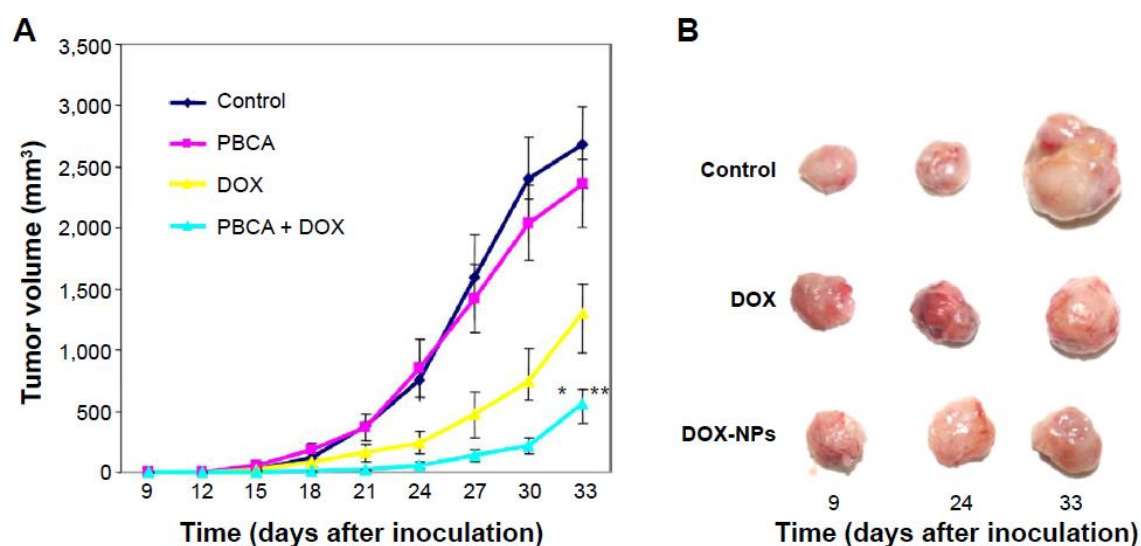 A
3,500
3,000
2,500
2,000
1,500
1,000
500
0
Tumor volume (mm³)
Control
PBCA
DOX
PBCA + DOX
* **
9 12 15 18 21 24 27 30 33
Time (days after inoculation)
B
Control
DOX
DOX-NPs
9 24 33
Time (days after inoculation)